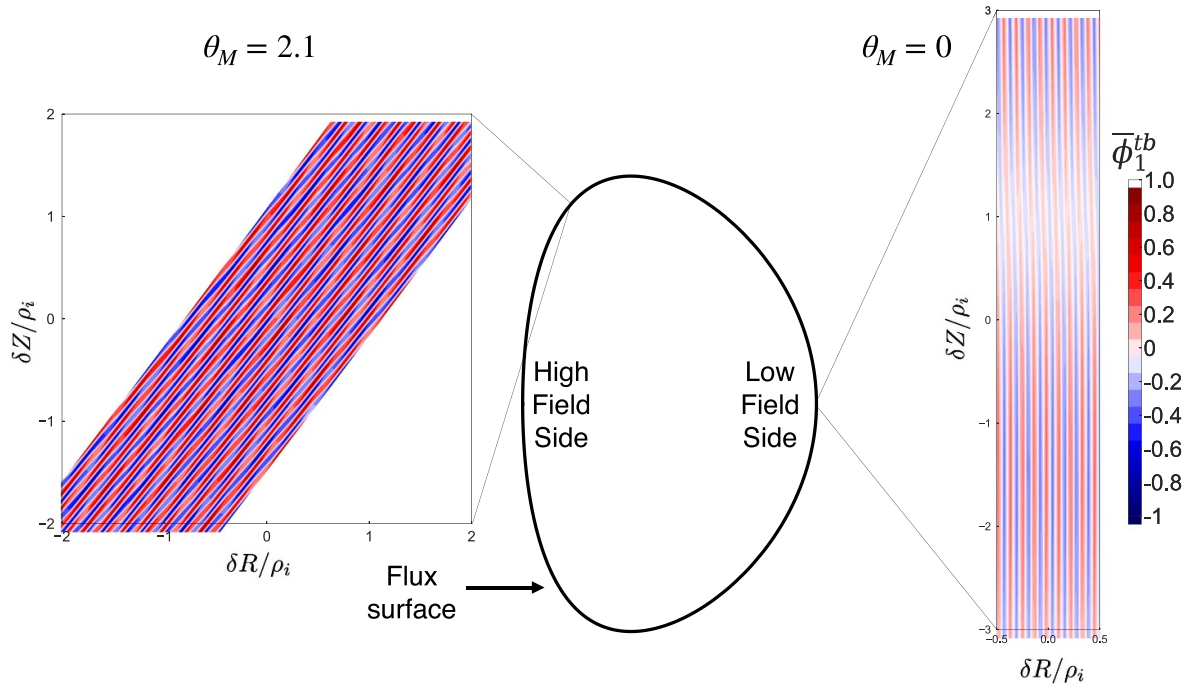 θ_M = 2.1
θ_M = 0
2
1
0
−1
−2
δZ/ρ_i
−2
−1
0
1
2
δR/ρ_i
High
Field
Side
Low
Field
Side
Flux
surface
3
2
1
0
−1
−2
−3
δZ/ρ_i
−0.5
0.0
0.5
δR/ρ_i
ϕ̅₁ᵗᵇ
1.0
0.8
0.6
0.4
0.2
0
-0.2
-0.4
-0.6
-0.8
-1